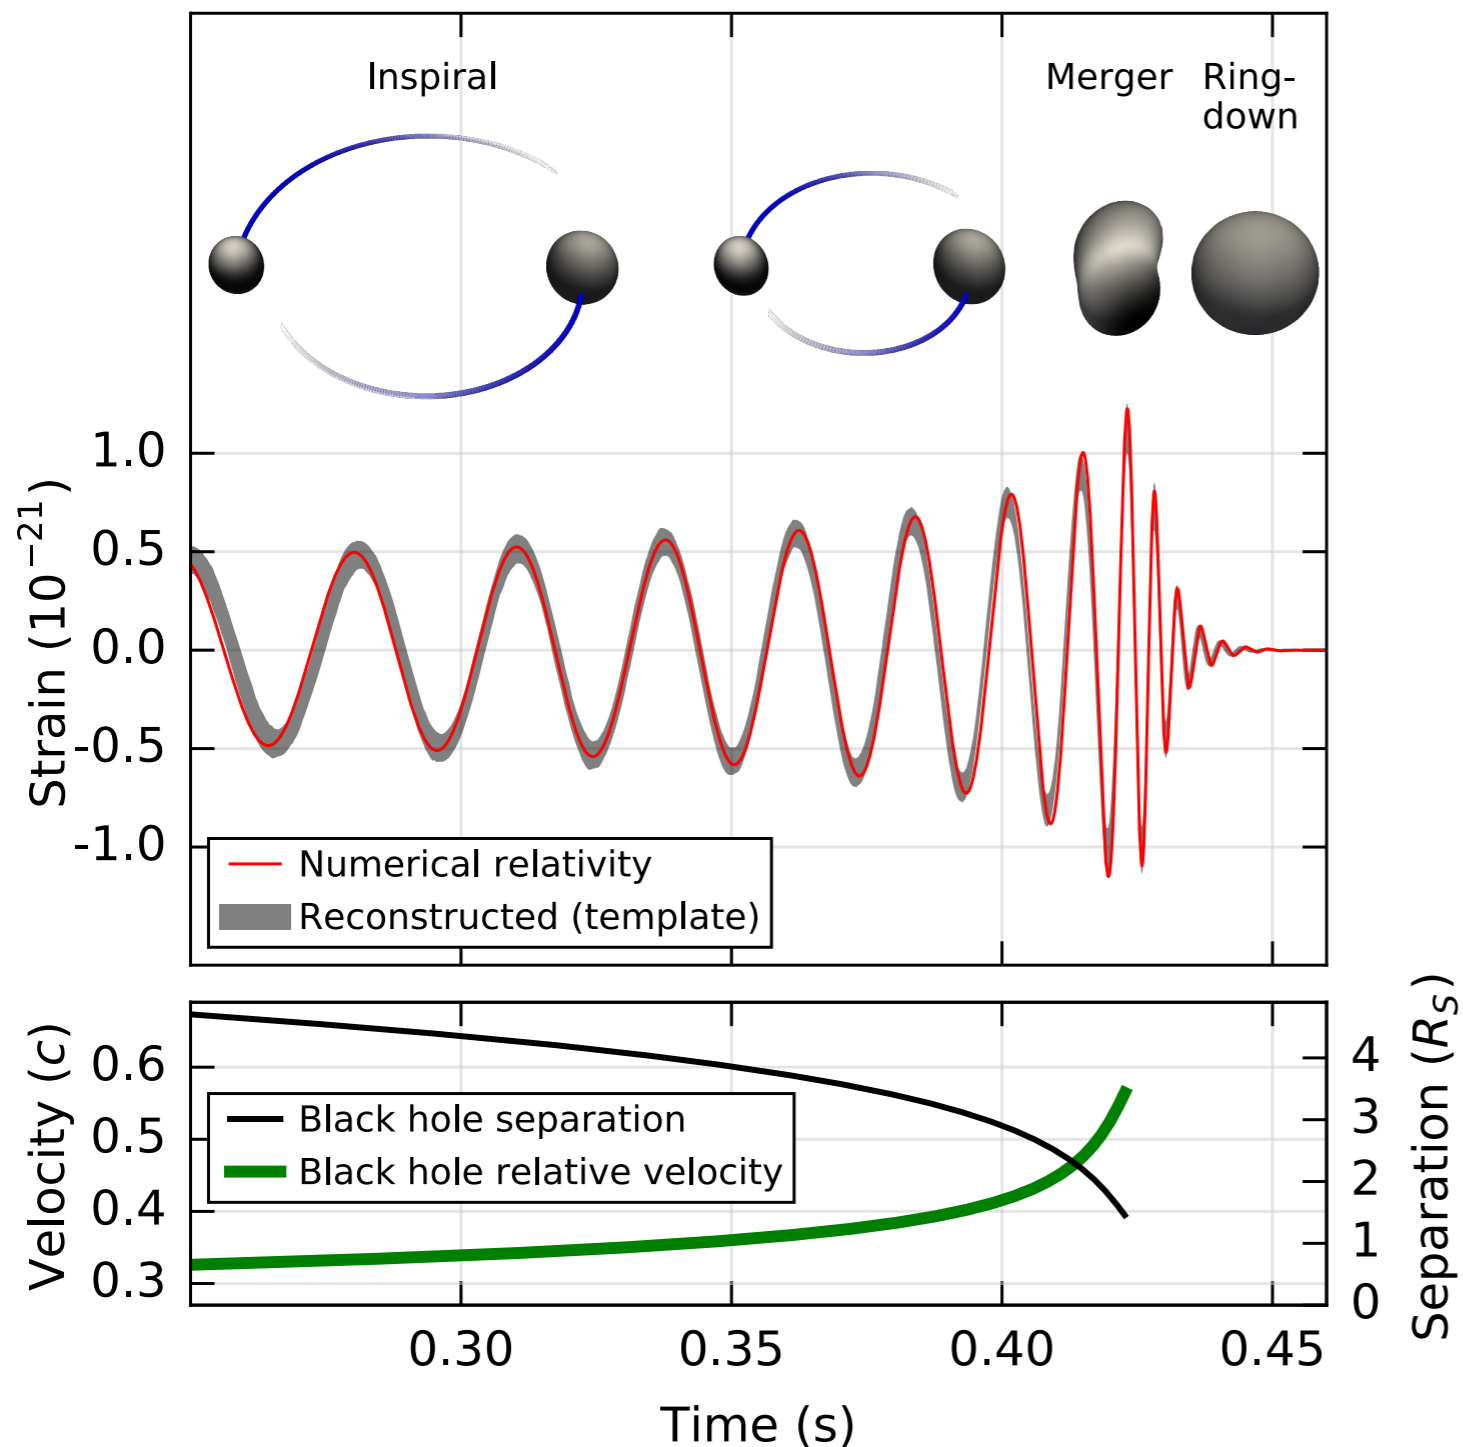 Inspiral
Merger
Ring-
down
Strain (10⁻²¹)
1.0
0.5
0.0
-0.5
-1.0
Numerical relativity
Reconstructed (template)
Velocity (c)
0.6
0.5
0.4
0.3
Black hole separation
Black hole relative velocity
4
3
2
1
0
Separation (R_S)
0.30 0.35 0.40 0.45
Time (s)